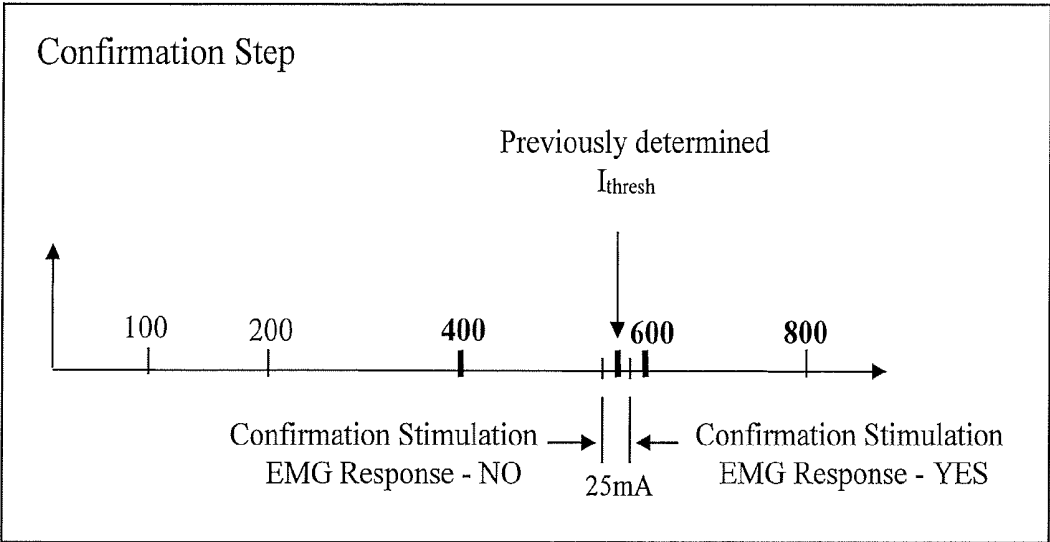 Confirmation Step
Previously determined
Ithresh
100 200 400 600 800
Confirmation Stimulation
EMG Response - NO
25mA
Confirmation Stimulation
EMG Response - YES